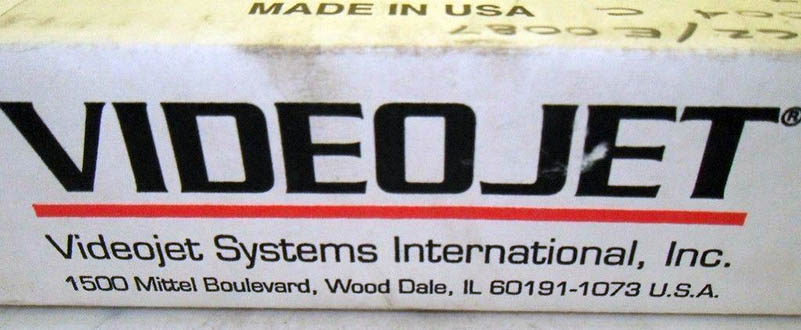 MADE IN USA
VIDEOJET®
Videojet Systems International, Inc.
1500 Mittel Boulevard, Wood Dale, IL 60191-1073 U.S.A.